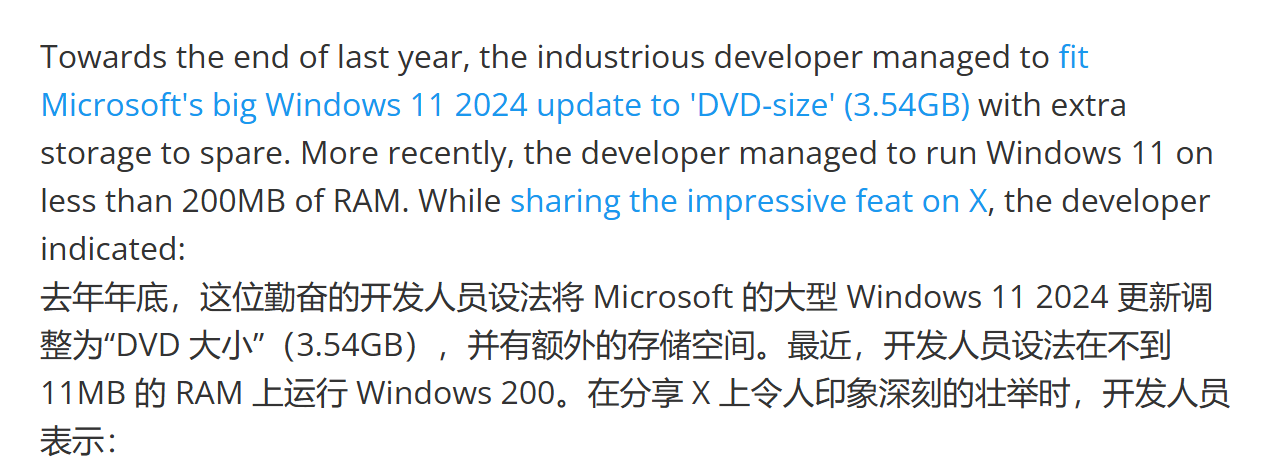 Towards the end of last year, the industrious developer managed to fit
Microsoft's big Windows 11 2024 update to 'DVD-size' (3.54GB) with extra
storage to spare. More recently, the developer managed to run Windows 11 on
less than 200MB of RAM. While sharing the impressive feat on X, the developer
indicated:
去年年底，这位勤奋的开发人员设法将 Microsoft 的大型 Windows 11 2024 更新调
整为“DVD 大小”（3.54GB），并有额外的存储空间。最近，开发人员设法在不到
11MB 的 RAM 上运行 Windows 200。在分享 X 上令人印象深刻的壮举时，开发人员
表示：